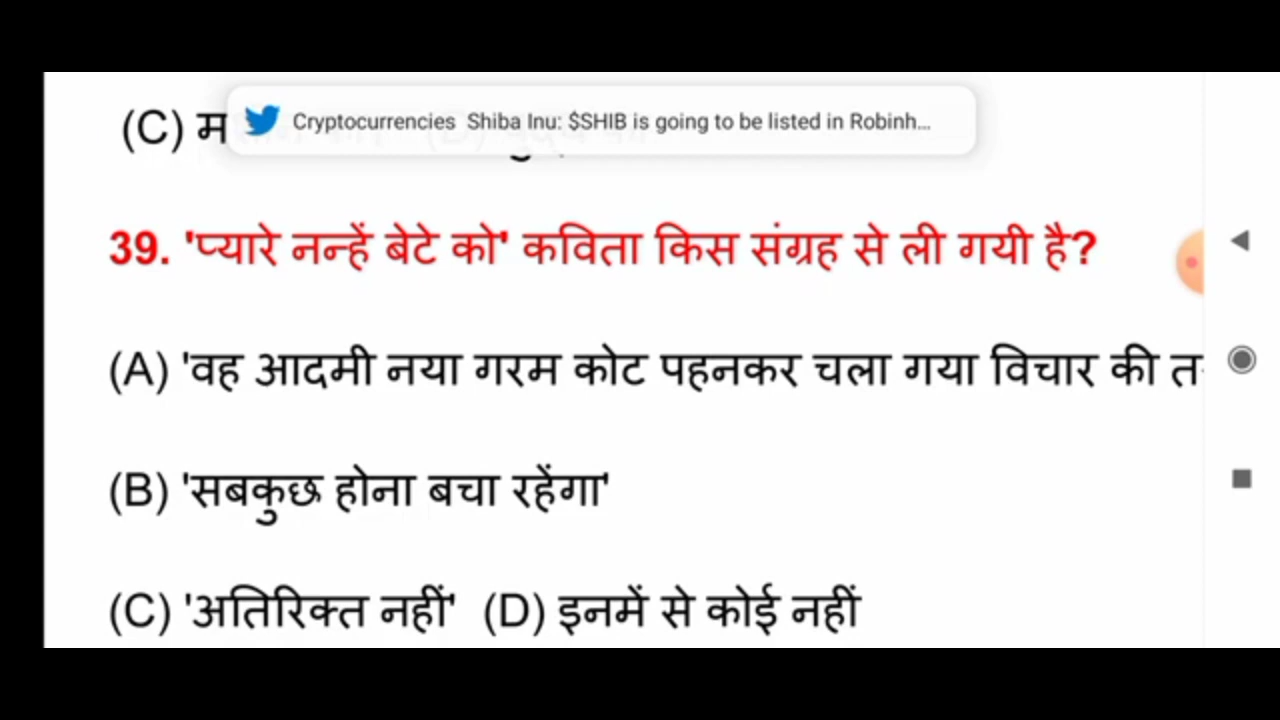 Cryptocurrencies Shiba Inu: $SHIB is going to be listed in Robinh...
(C) म
39. 'प्यारे नन्हें बेटे को' कविता किस संग्रह से ली गयी है?
(A) 'वह आदमी नया गरम कोट पहनकर चला गया विचार की त
(B) 'सबकुछ होना बचा रहेंगा'
(C) 'अतिरिक्त नहीं' (D) इनमें से कोई नहीं